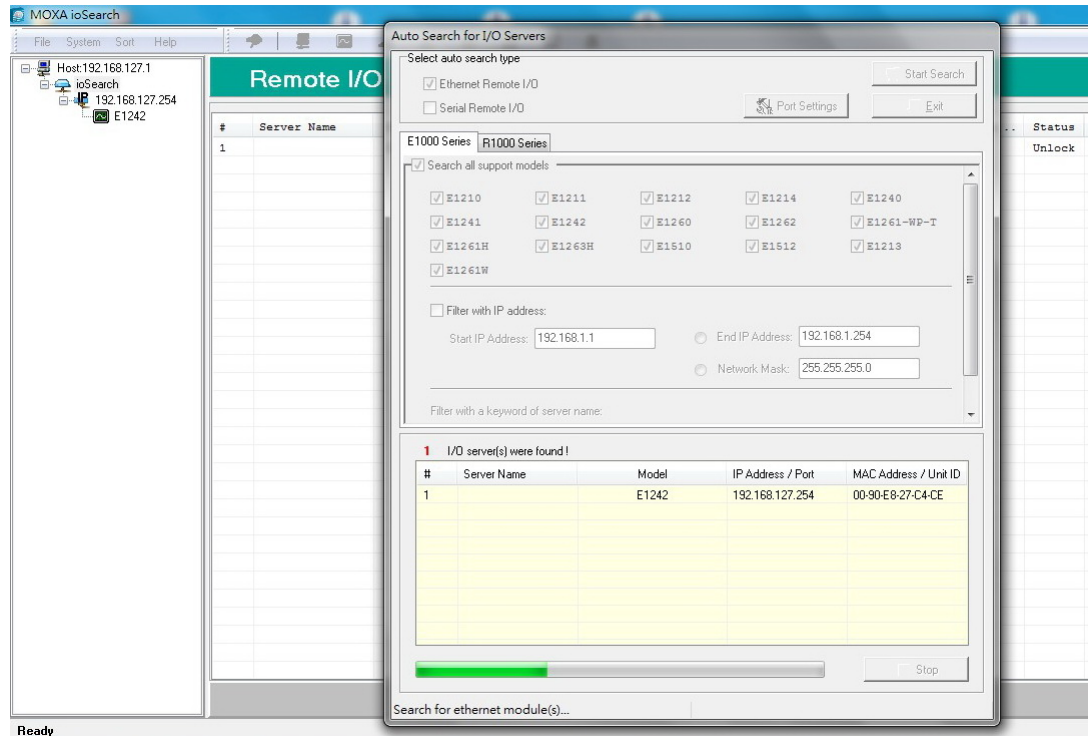 MOXA ioSearch
File System Sort Help
Host:192.168.127.1
ioSearch
192.168.127.254
E1242
Remote I/O
# Server Name .. Status
1 Unlock
Auto Search for I/O Servers
Select auto search type
Ethernet Remote I/O
Start Search
Serial Remote I/O
Port Settings
Exit
E1000 Series R1000 Series
Search all support models
E1210 E1211 E1212 E1214 E1240
E1241 E1242 E1260 E1262 E1261-WP-T
E1261H E1263H E1510 E1512 E1213
E1261W
Filter with IP address:
Start IP Address: 192.168.1.1 End IP Address: 192.168.1.254
Network Mask: 255.255.255.0
Filter with a keyword of server name:
1 I/O server(s) were found !
# Server Name Model IP Address / Port MAC Address / Unit ID
1 E1242 192.168.127.254 00-90-E8-27-C4-CE
Stop
Search for ethernet module(s)...
Ready